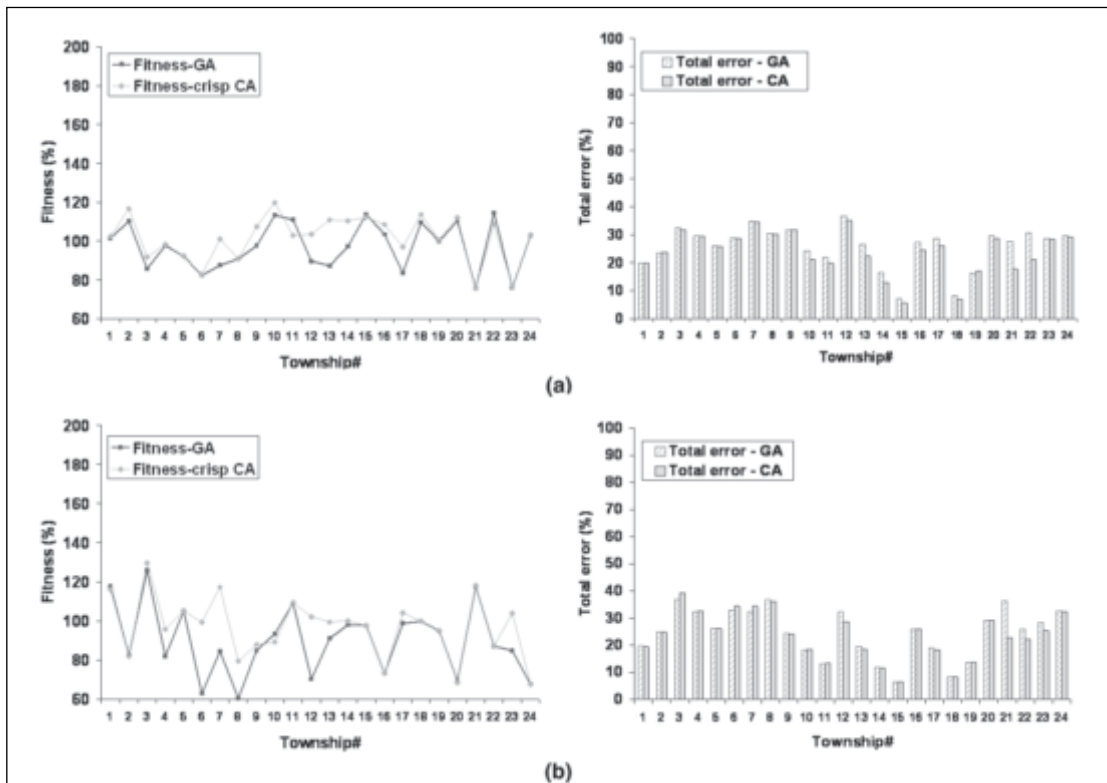 200
180
160
140
120
100
80
60
Fitness (%)
Fitness-GA
Fitness-crisp CA
1 2 3 4 5 6 7 8 9 10 11 12 13 14 15 16 17 18 19 20 21 22 23 24
Township#
100
90
80
70
60
50
40
30
20
10
0
Total error (%)
Total error - GA
Total error - CA
1 2 3 4 5 6 7 8 9 10 11 12 13 14 15 16 17 18 19 20 21 22 23 24
Township#
(a)
200
180
160
140
120
100
80
60
Fitness (%)
Fitness-GA
Fitness-crisp CA
1 2 3 4 5 6 7 8 9 10 11 12 13 14 15 16 17 18 19 20 21 22 23 24
Township#
100
90
80
70
60
50
40
30
20
10
0
Total error (%)
Total error - GA
Total error - CA
1 2 3 4 5 6 7 8 9 10 11 12 13 14 15 16 17 18 19 20 21 22 23 24
Township#
(b)